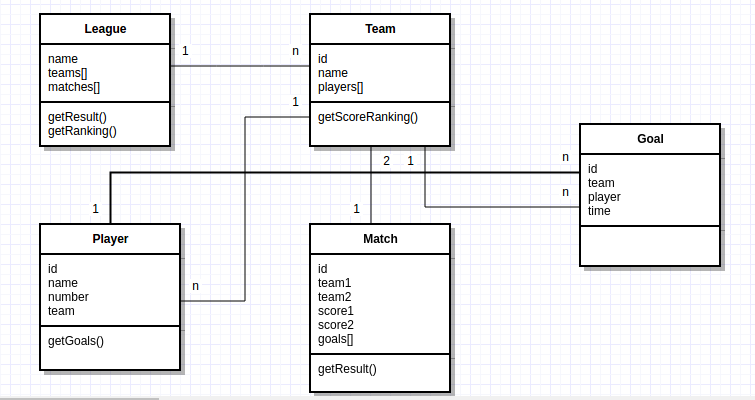 League
name
teams[]
matches[]
getResult()
getRanking()
1
n
Team
id
name
players[]
getScoreRanking()
1
2
1
1
n
n
Goal
id
team
player
time
1
Player
id
name
number
team
getGoals()
n
Match
id
team1
team2
score1
score2
goals[]
getResult()